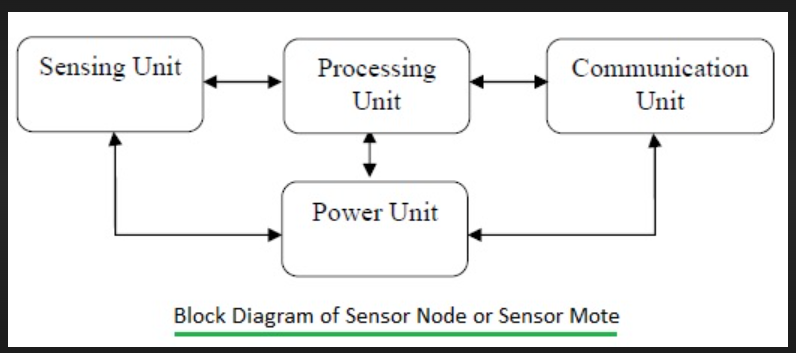 Sensing Unit
Processing
Unit
Communication
Unit
Power Unit
Block Diagram of Sensor Node or Sensor Mote